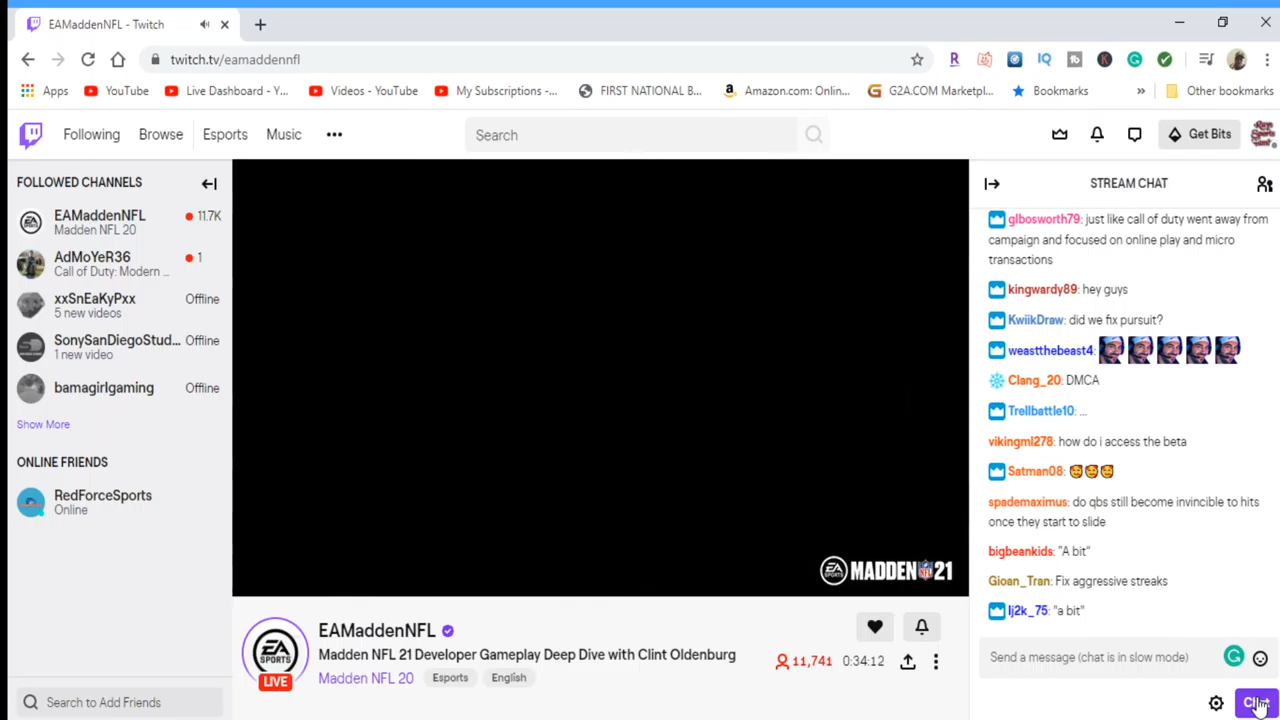 EAMaddenNFL - Twitch
twitch.tv/eamaddennfl
Apps YouTube Live Dashboard - Y... Videos - YouTube My Subscriptions -... FIRST NATIONAL B... Amazon.com: Onlin... G2A.COM Marketpl... Bookmarks » Other bookmarks
Following Browse Esports Music ••• Search Get Bits
FOLLOWED CHANNELS
EAMaddenNFL 11.7K
Madden NFL 20
AdMoYeR36 1
Call of Duty: Modern ...
xxSnEaKyPxx Offline
5 new videos
SonySanDiegoStud... Offline
1 new video
bamagirlgaming Offline
Show More
ONLINE FRIENDS
RedForceSports
Online
Search to Add Friends
EA SPORTS MADDEN NFL 21
EA SPORTS
LIVE
EAMaddenNFL
Madden NFL 21 Developer Gameplay Deep Dive with Clint Oldenburg
Madden NFL 20 Esports English
11,741 0:34:12
STREAM CHAT
glbosworth79: just like call of duty went away from
campaign and focused on online play and micro
transactions
kingwardy89: hey guys
KwiikDraw: did we fix pursuit?
weastthebeast4:
Clang_20: DMCA
Trellbattle10: ...
vikingml278: how do i access the beta
Satman08: 🥰🥰🥰
spademaximus: do qbs still become invincible to hits
once they start to slide
bigbeankids: "A bit"
Gioan_Tran: Fix aggressive streaks
lj2k_75: "a bit"
Send a message (chat is in slow mode)